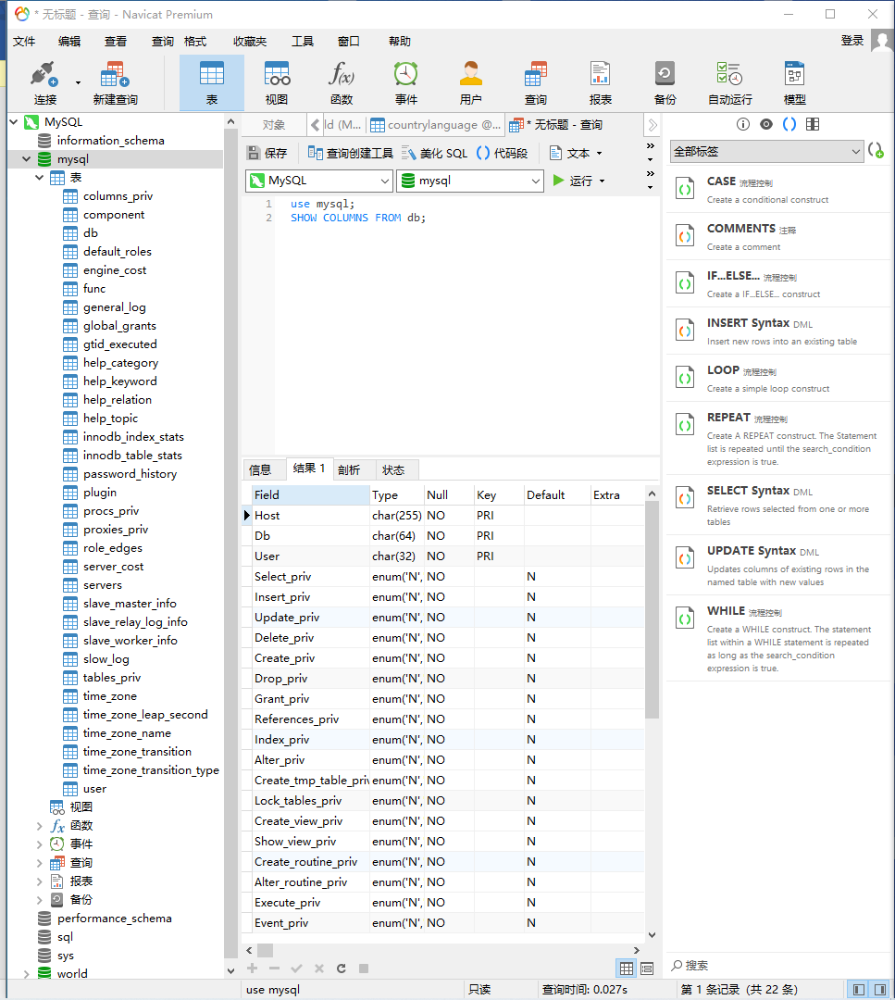 * 无标题 - 查询 - Navicat Premium
文件 编辑 查看 查询 格式 收藏夹 工具 窗口 帮助 登录
连接 新建查询 表 视图 函数 事件 用户 查询 报表 备份 自动运行 模型
MySQL
information_schema
mysql
表
columns_priv
component
db
default_roles
engine_cost
func
general_log
global_grants
gtid_executed
help_category
help_keyword
help_relation
help_topic
innodb_index_stats
innodb_table_stats
password_history
plugin
procs_priv
proxies_priv
role_edges
server_cost
servers
slave_master_info
slave_relay_log_info
slave_worker_info
slow_log
tables_priv
time_zone
time_zone_leap_second
time_zone_name
time_zone_transition
time_zone_transition_type
user
视图
函数
事件
查询
报表
备份
performance_schema
sql
sys
world
对象 ld (M... countrylanguage @... * 无标题 - 查询
保存 查询创建工具 美化 SQL 代码段 文本
MySQL mysql 运行
1 use mysql;
2 SHOW COLUMNS FROM db;
信息 结果 1 剖析 状态
Field Type Null Key Default Extra
Host char(255) NO PRI
Db char(64) NO PRI
User char(32) NO PRI
Select_priv enum('N', NO N
Insert_priv enum('N', NO N
Update_priv enum('N', NO N
Delete_priv enum('N', NO N
Create_priv enum('N', NO N
Drop_priv enum('N', NO N
Grant_priv enum('N', NO N
References_priv enum('N', NO N
Index_priv enum('N', NO N
Alter_priv enum('N', NO N
Create_tmp_table_priv enum('N', NO N
Lock_tables_priv enum('N', NO N
Create_view_priv enum('N', NO N
Show_view_priv enum('N', NO N
Create_routine_priv enum('N', NO N
Alter_routine_priv enum('N', NO N
Execute_priv enum('N', NO N
Event_priv enum('N', NO N
全部标签
CASE 流程控制
Create a conditional construct
COMMENTS 注释
Create a comment
IF...ELSE... 流程控制
Create a IF...ELSE... construct
INSERT Syntax DML
Insert new rows into an existing table
LOOP 流程控制
Create a simple loop construct
REPEAT 流程控制
Create A REPEAT construct. The Statement
list is repeated until the search_condition
expression is true.
SELECT Syntax DML
Retrieve rows selected from one or more
tables
UPDATE Syntax DML
Updates columns of existing rows in the
named table with new values
WHILE 流程控制
Create a WHILE construct. The statement
list within a WHILE statement is repeated
as long as the search_condition
expression is true.
搜索
use mysql 只读 查询时间: 0.027s 第 1 条记录 (共 22 条)